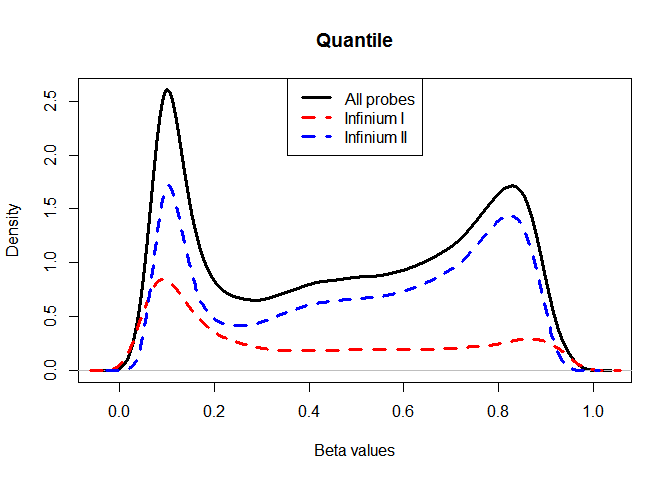 Quantile
All probes
Infinium I
Infinium II
Density
2.5
2.0
1.5
1.0
0.5
0.0
0.0 0.2 0.4 0.6 0.8 1.0
Beta values